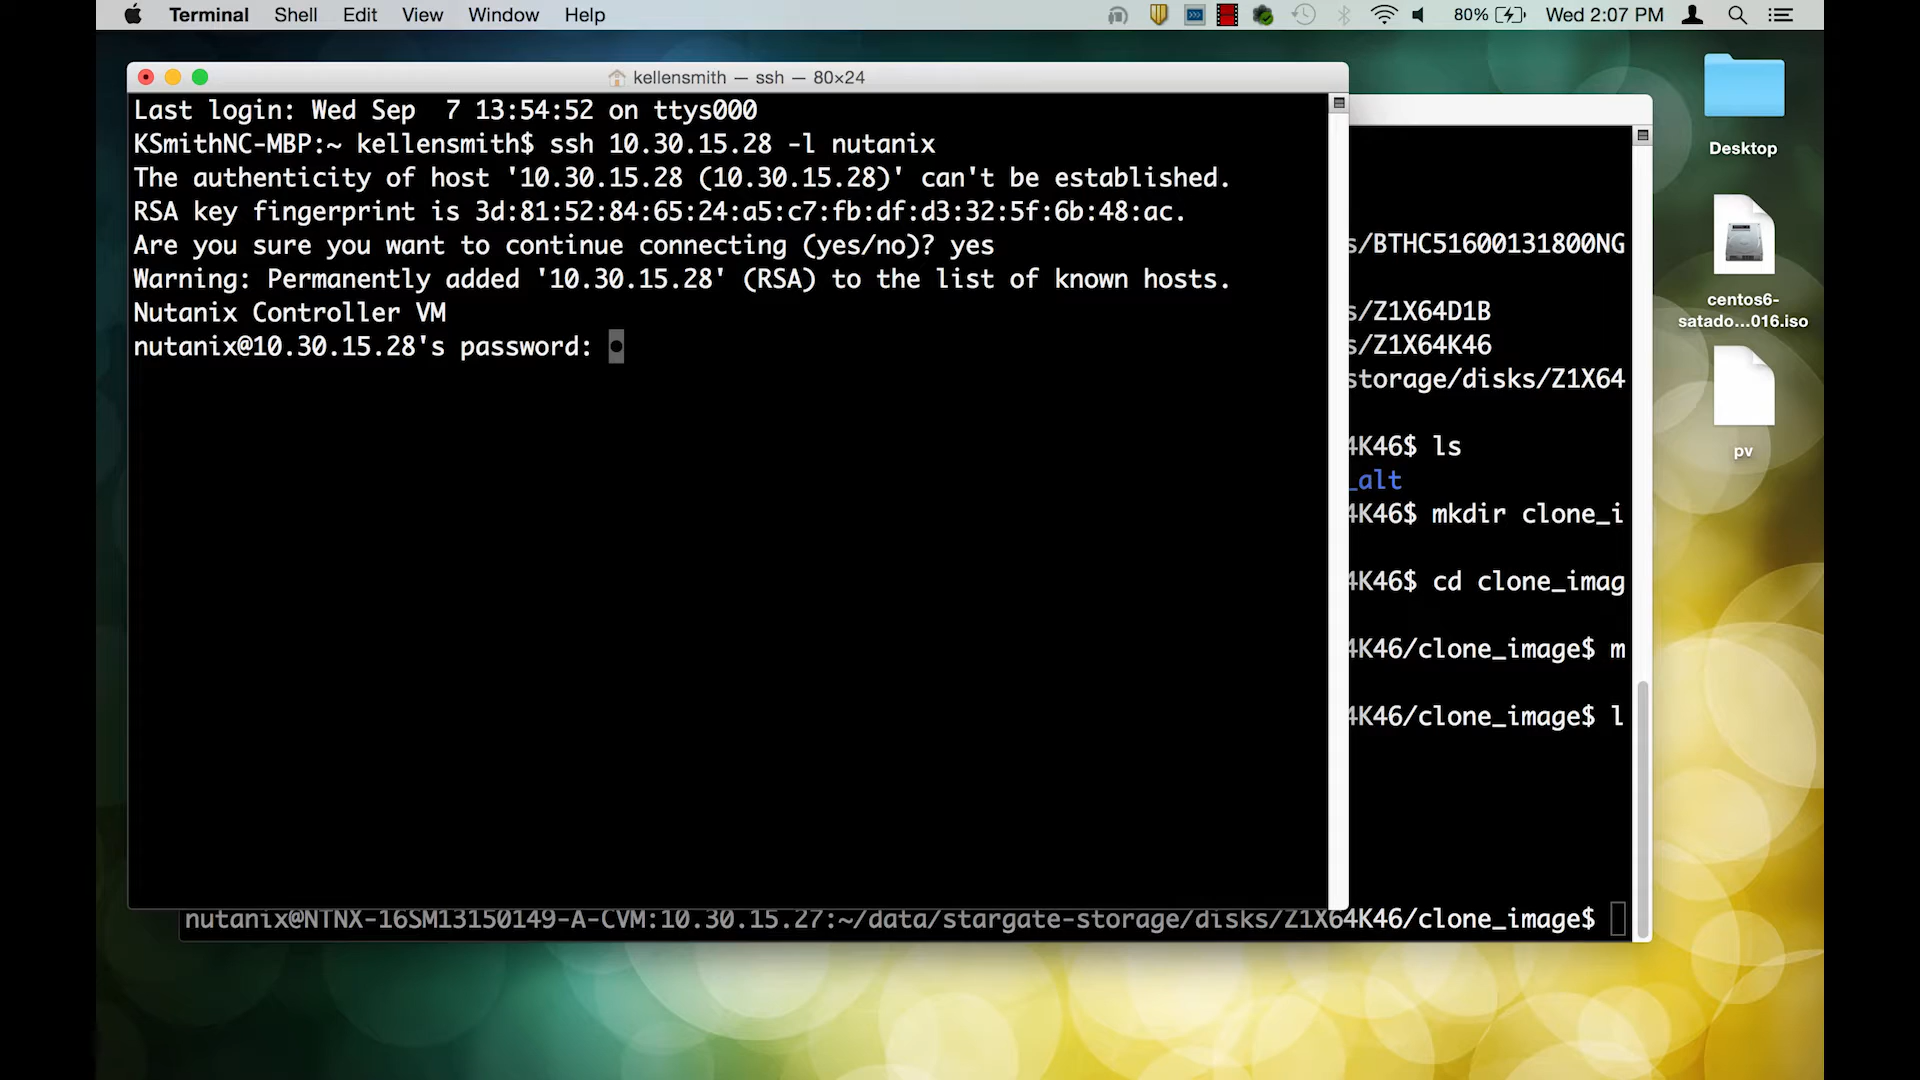 Terminal Shell Edit View Window Help 80% Wed 2:07 PM
kellensmith — ssh — 80×24
Last login: Wed Sep  7 13:54:52 on ttys000
KSmithNC-MBP:~ kellensmith$ ssh 10.30.15.28 -l nutanix
The authenticity of host '10.30.15.28 (10.30.15.28)' can't be established.
RSA key fingerprint is 3d:81:52:84:65:24:a5:c7:fb:df:d3:32:5f:6b:48:ac.
Are you sure you want to continue connecting (yes/no)? yes
Warning: Permanently added '10.30.15.28' (RSA) to the list of known hosts.
Nutanix Controller VM
nutanix@10.30.15.28's password:
s/BTHC51600131800NG
s/Z1X64D1B
s/Z1X64K46
storage/disks/Z1X64
4K46$ ls
_alt
4K46$ mkdir clone_i
4K46$ cd clone_imag
4K46/clone_image$ m
4K46/clone_image$ l
nutanix@NTNX-16SM13150149-A-CVM:10.30.15.27:~/data/stargate-storage/disks/Z1X64K46/clone_image$
Desktop
centos6-
satado...016.iso
pv